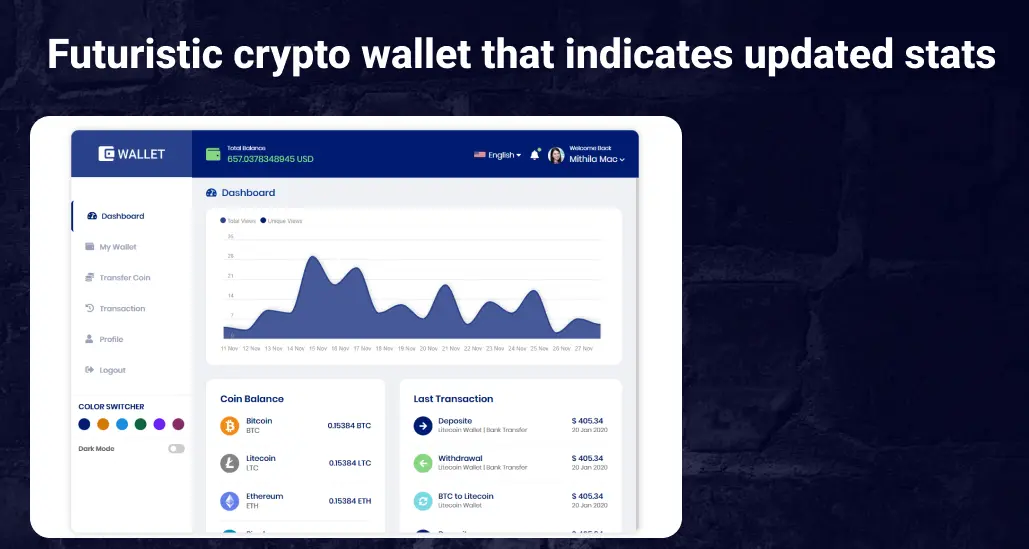 Futuristic crypto wallet that indicates updated stats
WALLET
Total Balance
657.0378348945 USD
English
Welcome Back
Mithila Mac
Dashboard
My Wallet
Transfer Coin
Transaction
Profile
Logout
COLOR SWITCHER
Dark Mode
Dashboard
Total Views Unique Views
35
28
21
14
7
0
11 Nov 12 Nov 13 Nov 14 Nov 15 Nov 16 Nov 17 Nov 18 Nov 19 Nov 20 Nov 21 Nov 22 Nov 23 Nov 24 Nov 25 Nov 26 Nov 27 Nov
Coin Balance
Bitcoin
BTC
0.15384 BTC
Litecoin
LTC
0.15384 LTC
Ethereum
ETH
0.15384 ETH
Last Transaction
Deposite $ 405.34
Litecoin Wallet | Bank Transfer 20 Jan 2020
Withdrawal $ 405.34
Litecoin Wallet | Bank Transfer 20 Jan 2020
BTC to Litecoin $ 405.34
Litecoin Wallet 20 Jan 2020